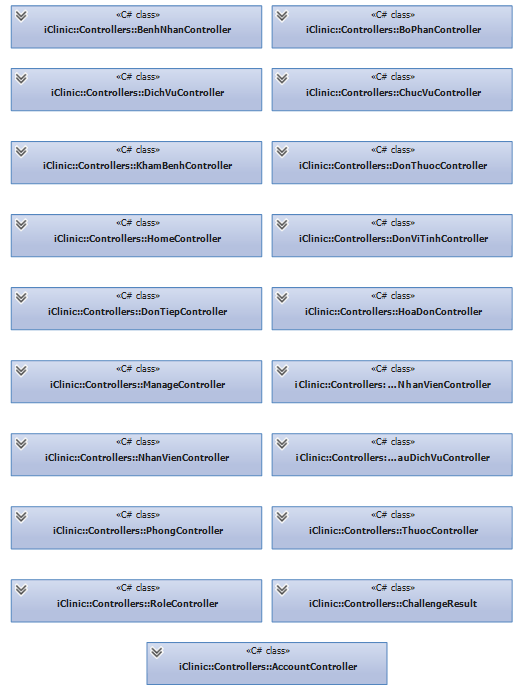 «C# class»
iClinic::Controllers::BenhNhanController
«C# class»
iClinic::Controllers::BoPhanController
«C# class»
iClinic::Controllers::DichVuController
«C# class»
iClinic::Controllers::ChucVuController
«C# class»
iClinic::Controllers::KhamBenhController
«C# class»
iClinic::Controllers::DonThuocController
«C# class»
iClinic::Controllers::HomeController
«C# class»
iClinic::Controllers::DonViTinhController
«C# class»
iClinic::Controllers::DonTiepController
«C# class»
iClinic::Controllers::HoaDonController
«C# class»
iClinic::Controllers::ManageController
«C# class»
iClinic::Controllers: ...NhanVienController
«C# class»
iClinic::Controllers::NhanVienController
«C# class»
iClinic::Controllers:...auDichVuController
«C# class»
iClinic::Controllers::PhongController
«C# class»
iClinic::Controllers::ThuocController
«C# class»
iClinic::Controllers::RoleController
«C# class»
iClinic::Controllers::ChallengeResult
«C# class»
iClinic::Controllers::AccountController